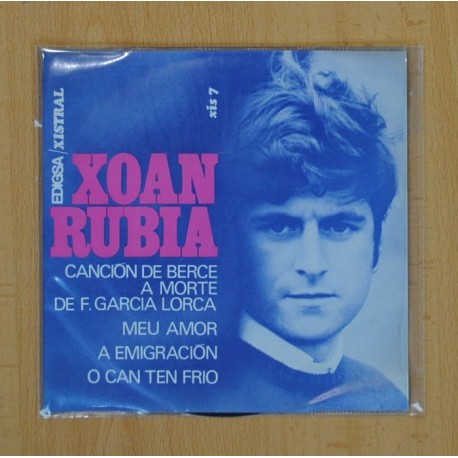 EDIGSA/XISTRAL
xis 7
XOAN
RUBIA
CANCIÓN DE BERCE
A MORTE
DE F. GARCIA LORCA
MEU AMOR
A EMIGRACIÓN
O CAN TEN FRIO